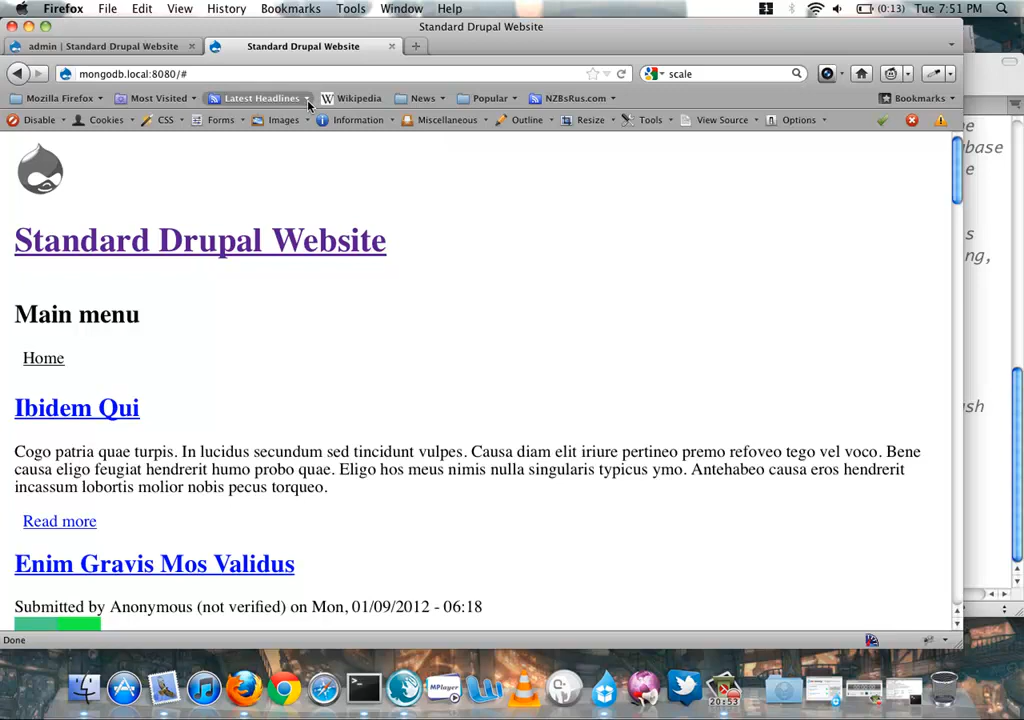 Firefox File Edit View History Bookmarks Tools Window Help (0:13) Tue 7:51 PM
Standard Drupal Website
admin | Standard Drupal Website Standard Drupal Website
mongodb.local:8080/# scale
Mozilla Firefox Most Visited Latest Headlines Wikipedia News Popular NZBsRus.com Bookmarks
Disable Cookies CSS Forms Images Information Miscellaneous Outline Resize Tools View Source Options
e
base
e
s
ng,
Standard Drupal Website
Main menu
Home
Ibidem Qui
sh
Cogo patria quae turpis. In lucidus secundum sed tincidunt vulpes. Causa diam elit iriure pertineo premo refoveo tego vel voco. Bene
causa eligo feugiat hendrerit humo probo quae. Eligo hos meus nimis nulla singularis typicus ymo. Antehabeo causa eros hendrerit
incassum lobortis molior nobis pecus torqueo.
Read more
Enim Gravis Mos Validus
Submitted by Anonymous (not verified) on Mon, 01/09/2012 - 06:18
Done
MPlayer
20:53